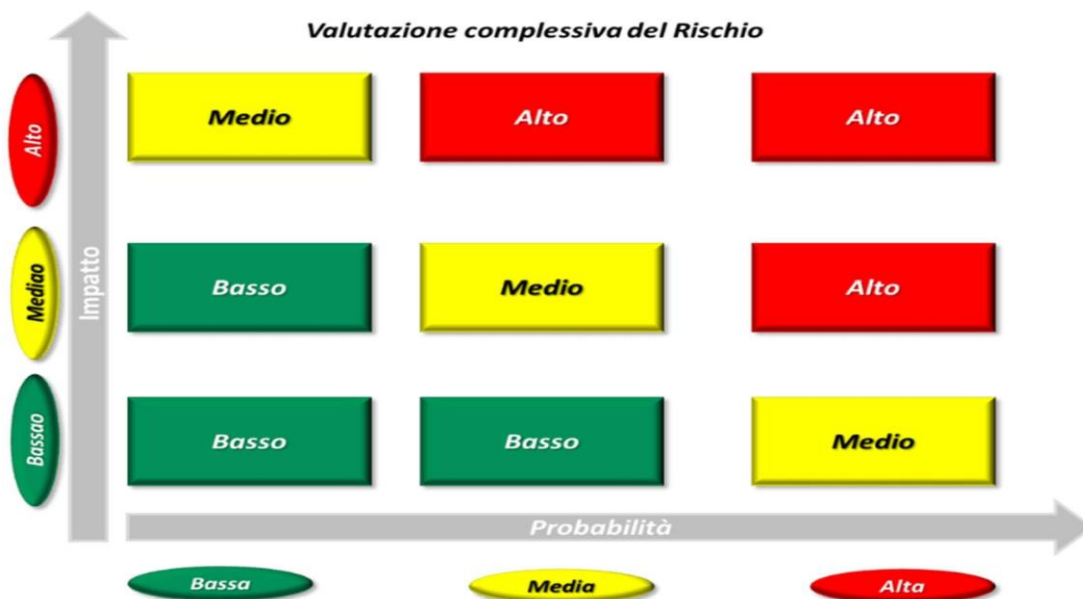 Valutazione complessiva del Rischio
Alto
Medio
Alto
Alto
Impatto
Mediao
Basso
Medio
Alto
Bassao
Basso
Basso
Medio
Probabilità
Bassa
Media
Alta